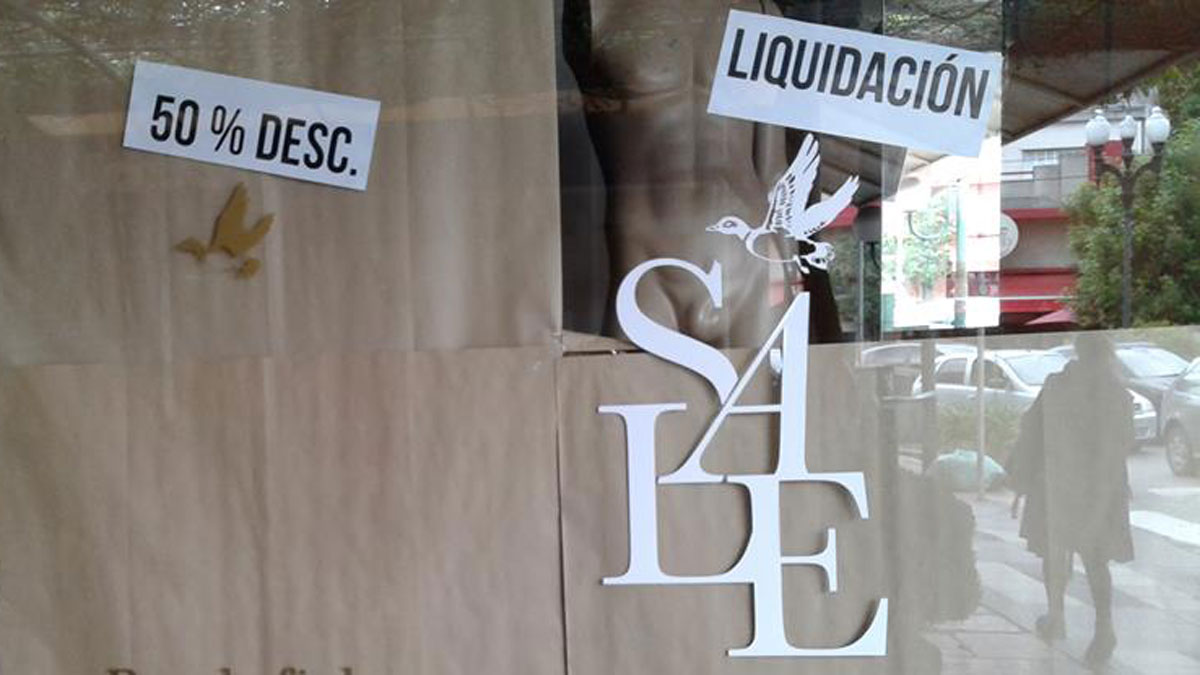 50 % DESC.
LIQUIDACIÓN
SALE